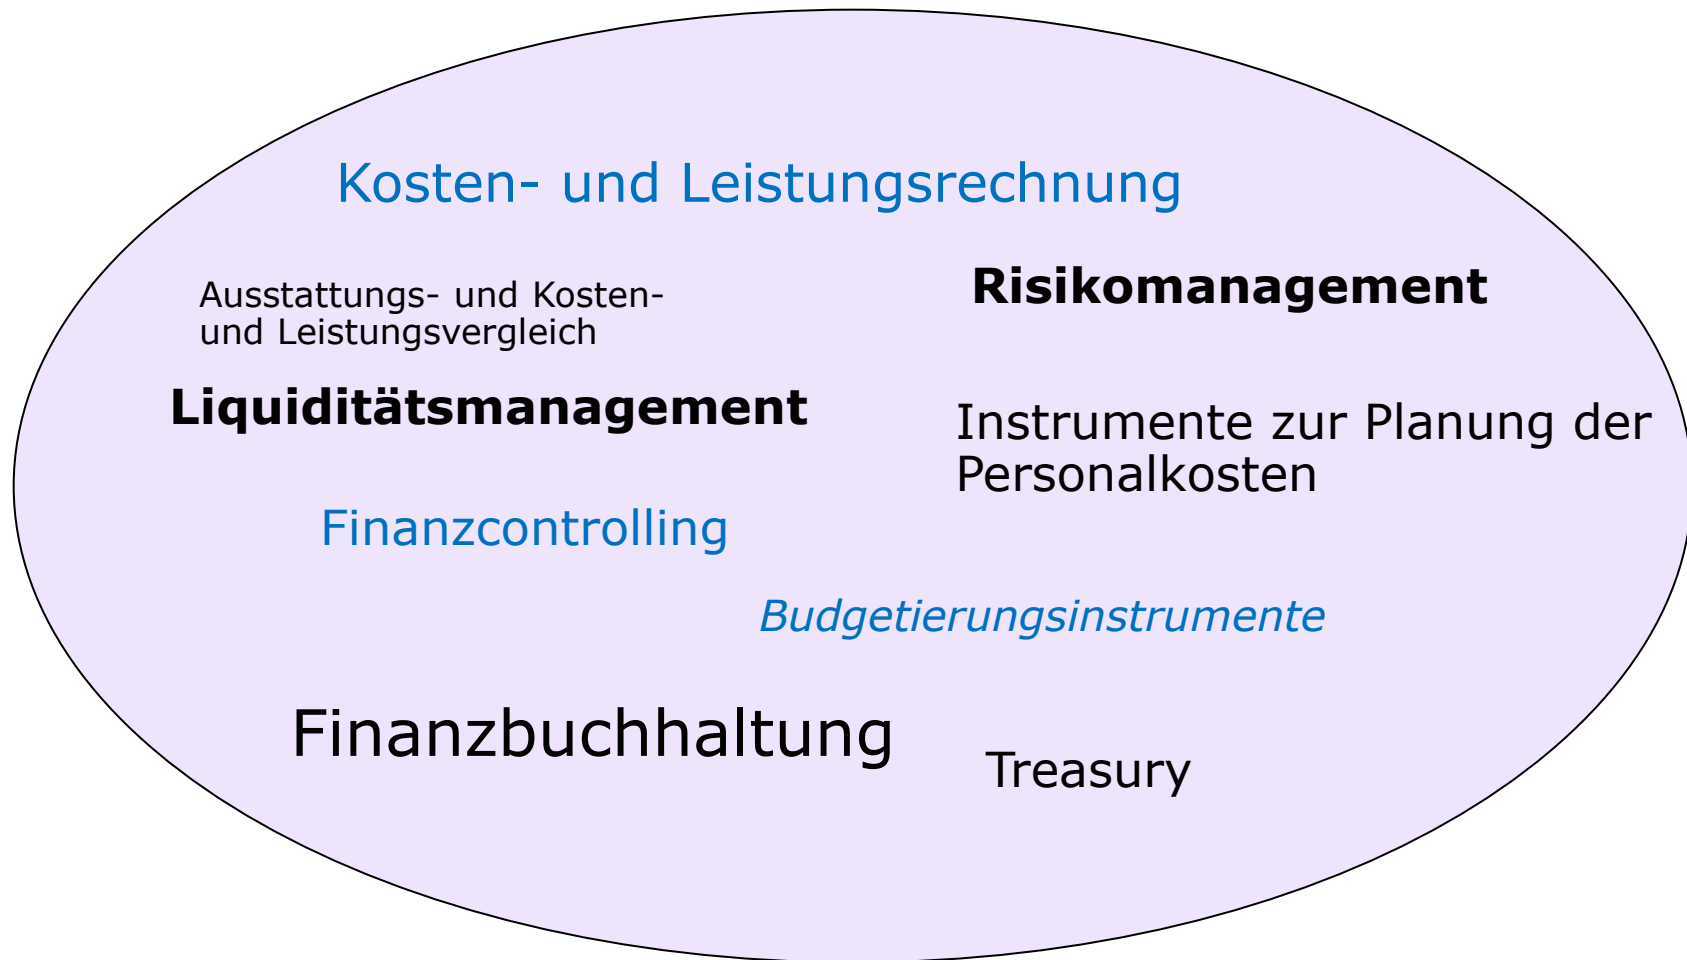 Kosten- und Leistungsrechnung
Risikomanagement
Ausstattungs- und Kosten-
und Leistungsvergleich
Liquiditätsmanagement
Instrumente zur Planung der
Personalkosten
Finanzcontrolling
Budgetierungsinstrumente
Finanzbuchhaltung
Treasury